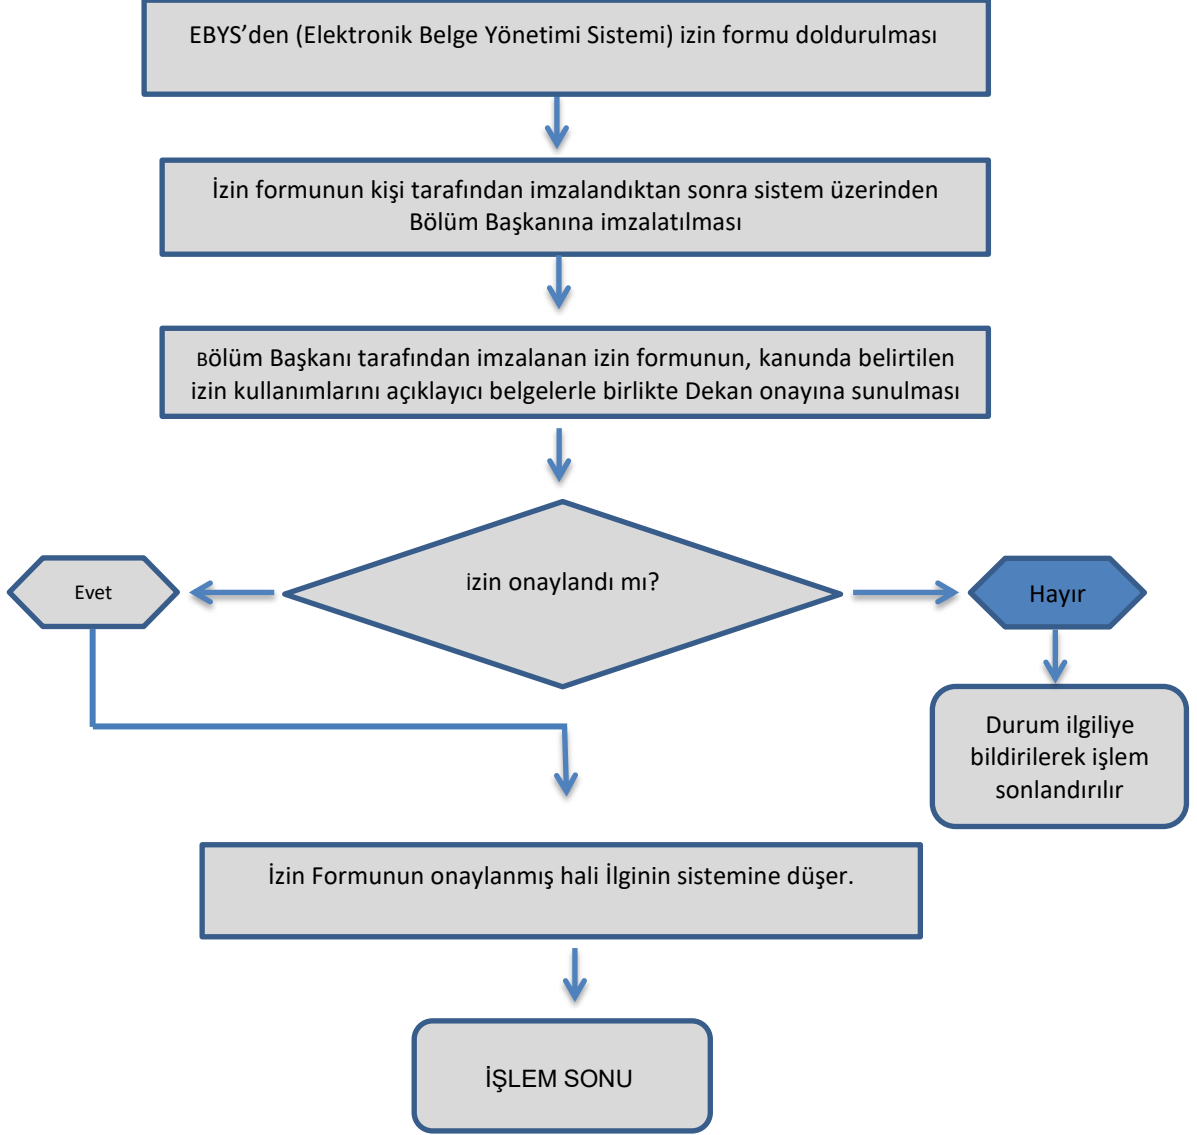 EBYS’den (Elektronik Belge Yönetimi Sistemi) izin formu doldurulması
İzin formunun kişi tarafından imzalandıktan sonra sistem üzerinden
Bölüm Başkanına imzalatılması
Bölüm Başkanı tarafından imzalanan izin formunun, kanunda belirtilen
izin kullanımlarını açıklayıcı belgelerle birlikte Dekan onayına sunulması
izin onaylandı mı?
Evet
Hayır
Durum ilgiliye
bildirilerek işlem
sonlandırılır
İzin Formunun onaylanmış hali İlginin sistemine düşer.
İŞLEM SONU